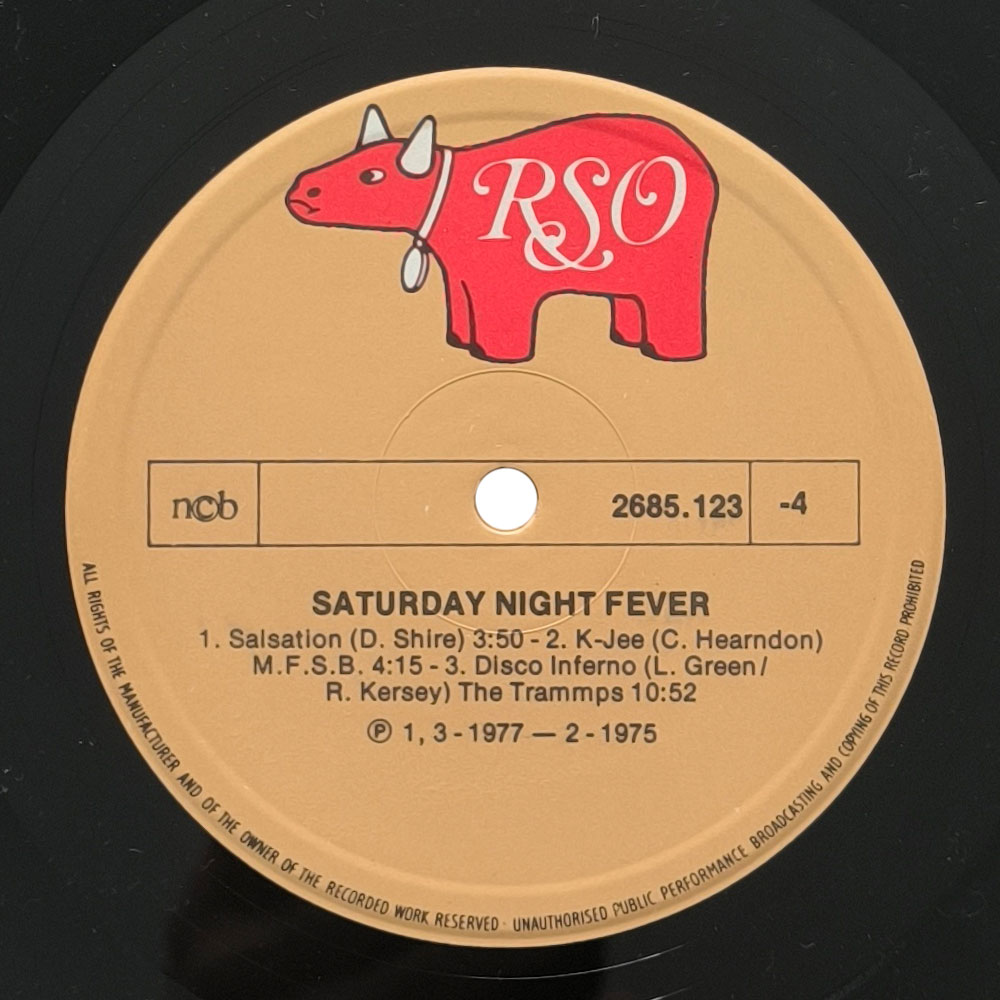 RSO
ncb
2685.123
-4
SATURDAY NIGHT FEVER
1. Salsation (D. Shire) 3:50 - 2. K-Jee (C. Hearndon)
M.F.S.B. 4:15 - 3. Disco Inferno (L. Green /
R. Kersey) The Trammps 10:52
℗ 1, 3 - 1977 — 2 - 1975
ALL RIGHTS OF THE MANUFACTURER AND OF THE OWNER OF THE RECORDED WORK RESERVED · UNAUTHORISED PUBLIC PERFORMANCE BROADCASTING AND COPYING OF THIS RECORD PROHIBITED